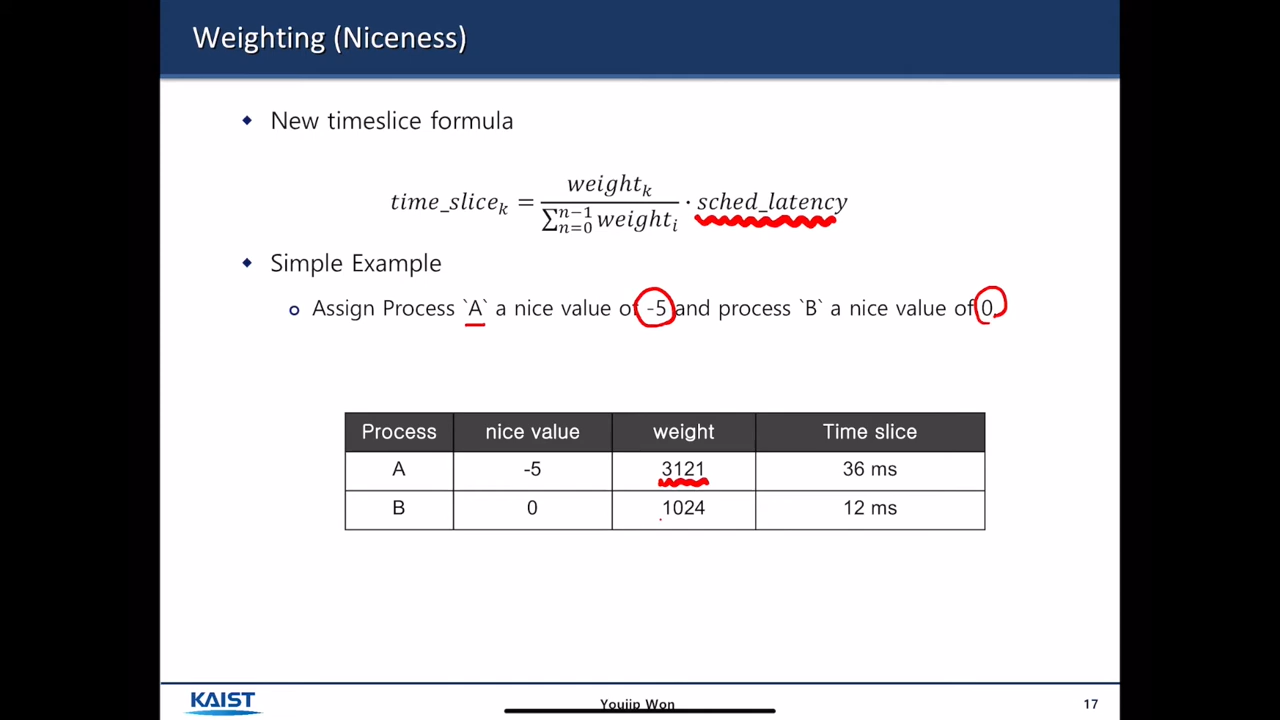 Weighting (Niceness)
New timeslice formula
time_slice_k = weight_k / ∑_{n=0}^{n−1} weight_i · sched_latency
Simple Example
Assign Process `A` a nice value of -5 and process `B` a nice value of 0.
Process nice value weight Time slice
A -5 3121 36 ms
B 0 1024 12 ms
KAIST Youjip Won 17